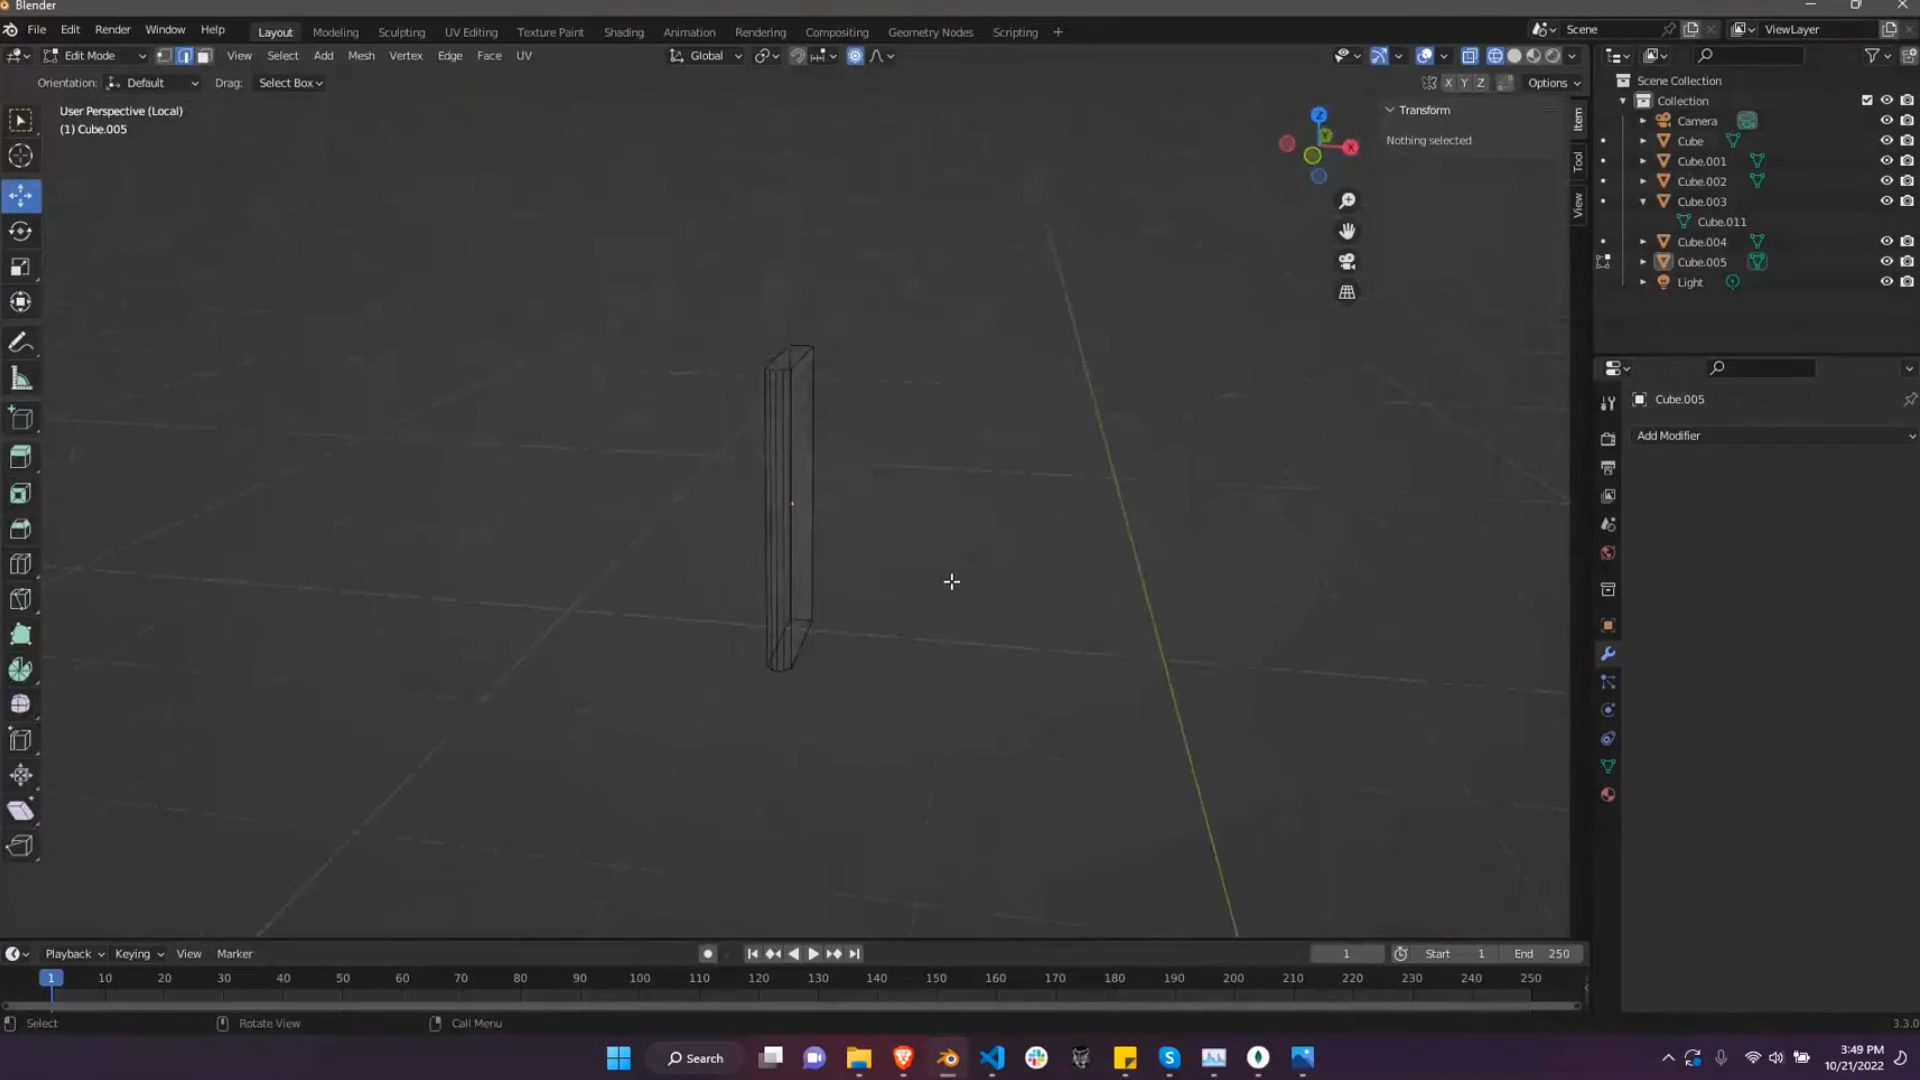 Blender
File Edit Render Window Help
Layout Modeling Sculpting UV Editing Texture Paint Shading Animation Rendering Compositing Geometry Nodes Scripting +
Scene
ViewLayer
Edit Mode
View Select Add Mesh Vertex Edge Face UV
Global
Orientation: Default Drag: Select Box
X Y Z
Options
User Perspective (Local)
(1) Cube.005
Z
Y
X
Transform
Nothing selected
Item
Tool
View
Scene Collection
Collection
Camera
Cube
Cube.001
Cube.002
Cube.003
Cube.011
Cube.004
Cube.005
Light
Cube.005
Add Modifier
Playback Keying View Marker
1 Start 1 End 250
1 10 20 30 40 50 60 70 80 90 100 110 120 130 140 150 160 170 180 190 200 210 220 230 240 250
Select Rotate View Call Menu
3.3.0
Search
3:49 PM
10/21/2022